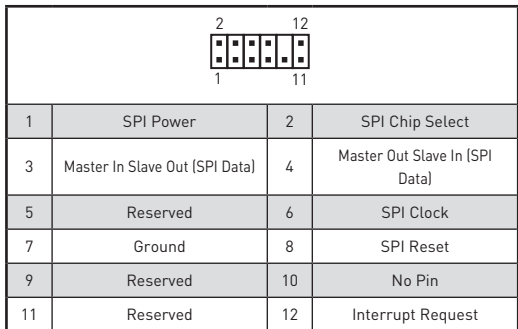 2 12
1 11
1 SPI Power 2 SPI Chip Select
3 Master In Slave Out (SPI Data) 4 Master Out Slave In (SPI
Data)
5 Reserved 6 SPI Clock
7 Ground 8 SPI Reset
9 Reserved 10 No Pin
11 Reserved 12 Interrupt Request